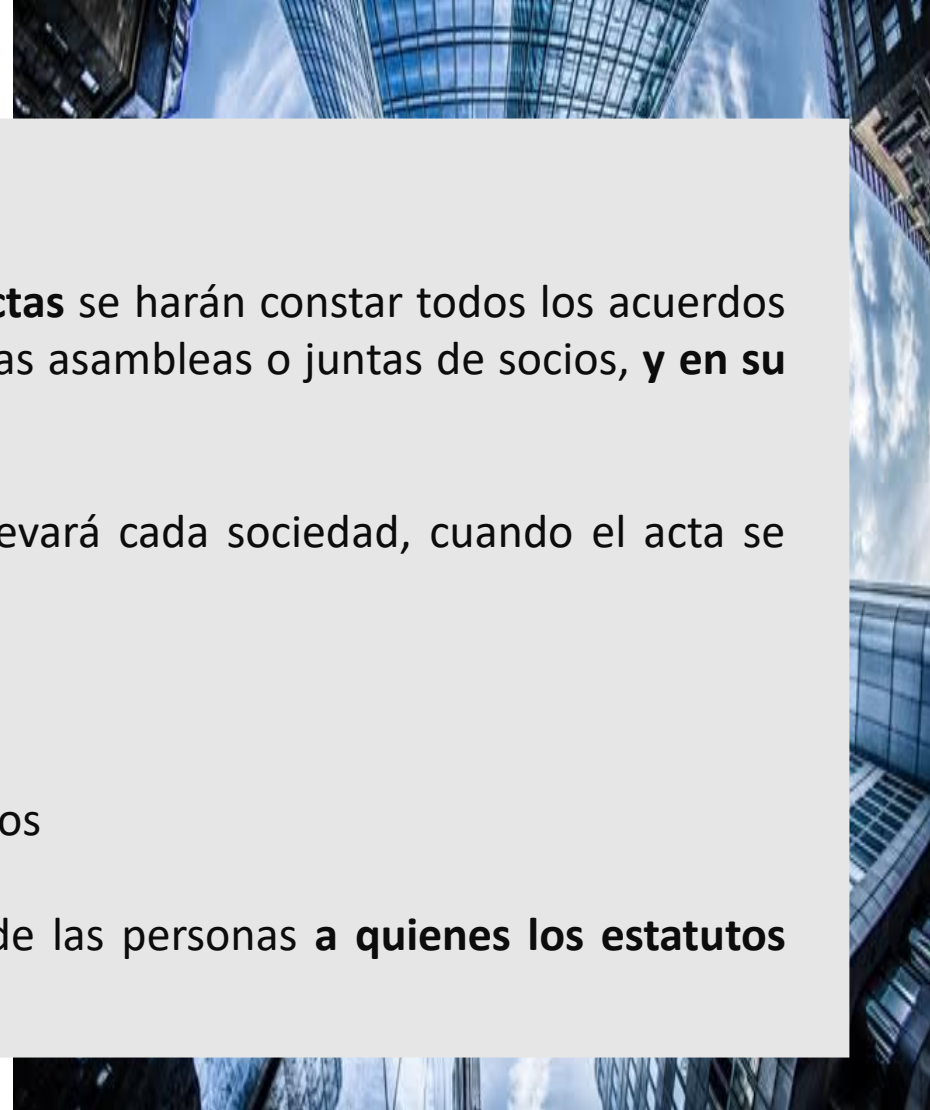 ctas se harán constar todos los acuerdos
as asambleas o juntas de socios, y en su
evará cada sociedad, cuando el acta se
os
de las personas a quienes los estatutos